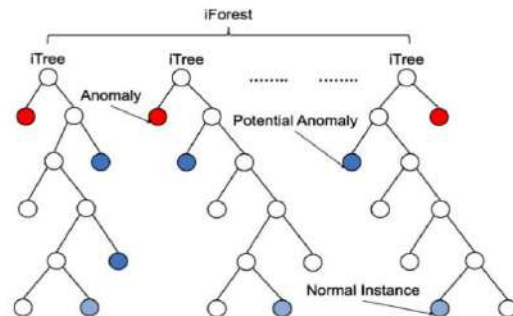 iForest
iTree
iTree
iTree
Anomaly
Potential Anomaly
Normal Instance